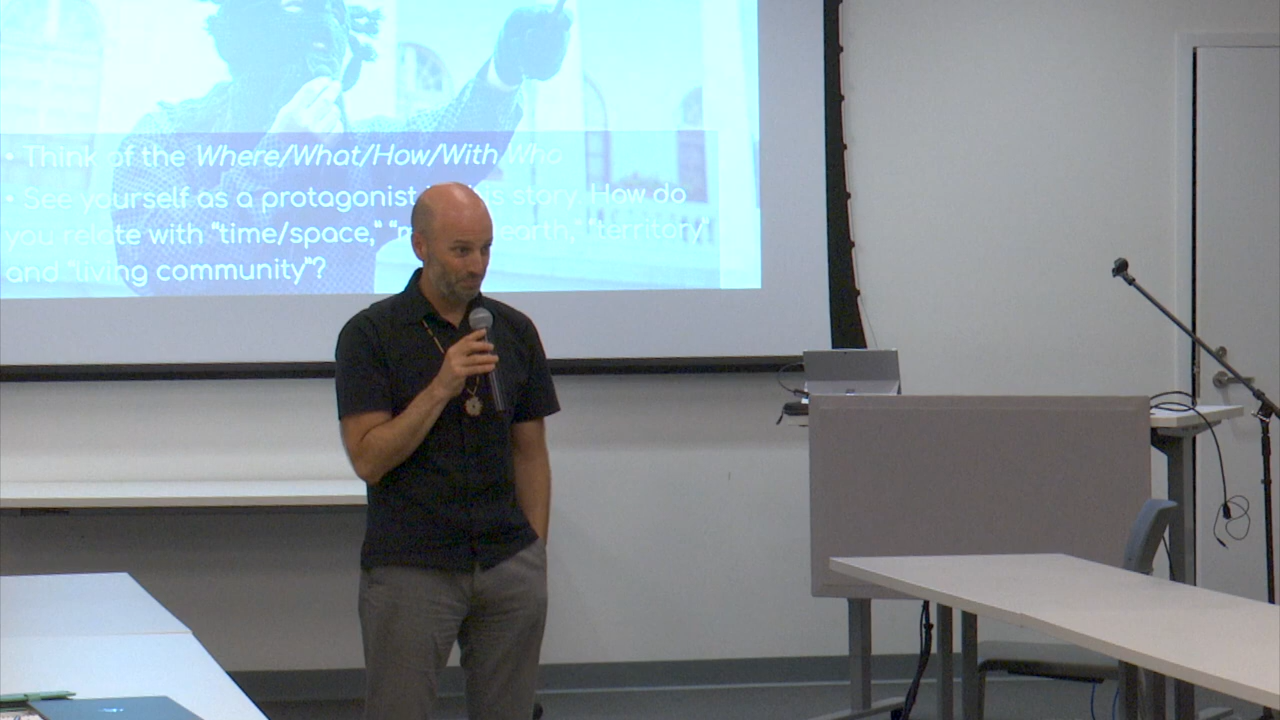 • Think of the Where/What/How/With Who
• See yourself as a protagonist story. How do
you relate with "time/space," earth," "territory"
and "living community"?